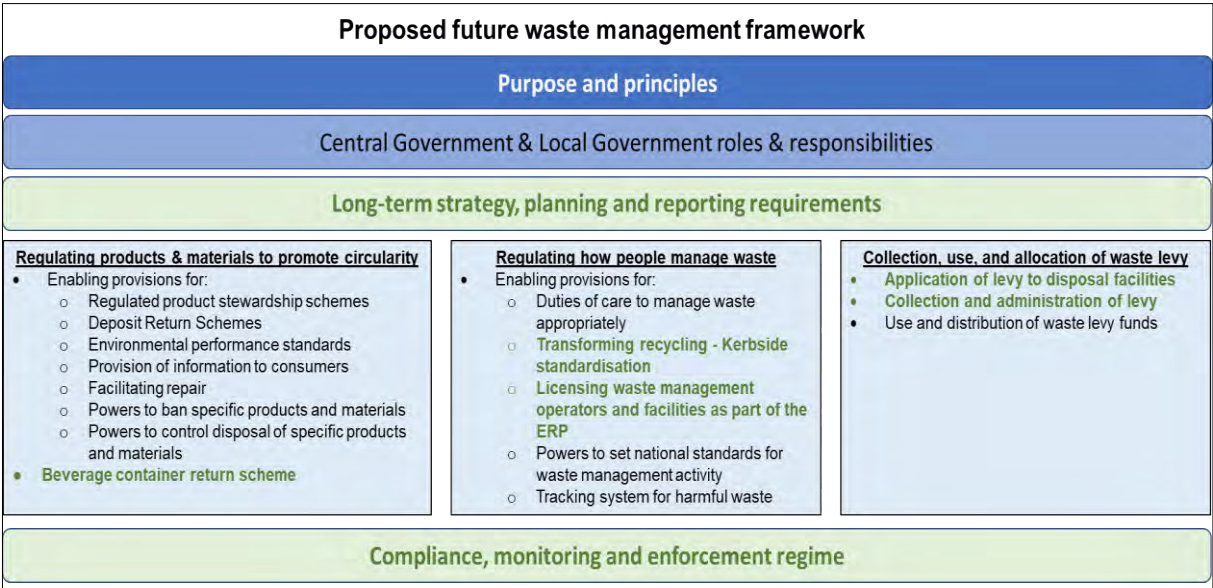 Proposed future waste management framework
Purpose and principles
Central Government & Local Government roles & responsibilities
Long-term strategy, planning and reporting requirements
Regulating products & materials to promote circularity
• Enabling provisions for:
o Regulated product stewardship schemes
o Deposit Return Schemes
o Environmental performance standards
o Provision of information to consumers
o Facilitating repair
o Powers to ban specific products and materials
o Powers to control disposal of specific products
and materials
• Beverage container return scheme
Regulating how people manage waste
• Enabling provisions for:
o Duties of care to manage waste
appropriately
o Transforming recycling - Kerbside
standardisation
o Licensing waste management
operators and facilities as part of the
ERP
o Powers to set national standards for
waste management activity
o Tracking system for harmful waste
Collection, use, and allocation of waste levy
• Application of levy to disposal facilities
• Collection and administration of levy
• Use and distribution of waste levy funds
Compliance, monitoring and enforcement regime